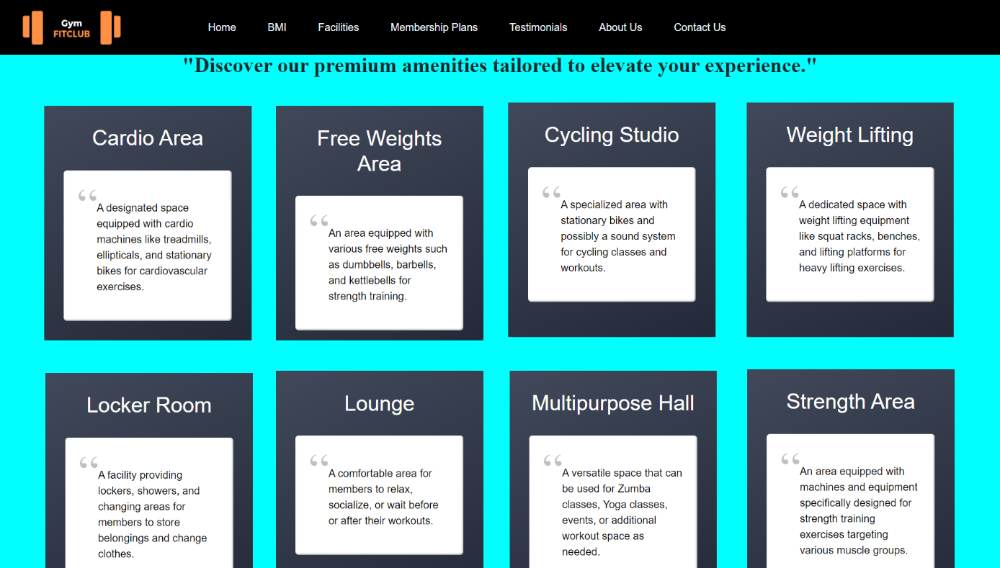 Gym
FITCLUB
Home BMI Facilities Membership Plans Testimonials About Us Contact Us
"Discover our premium amenities tailored to elevate your experience."
Cardio Area
“
A designated space
equipped with cardio
machines like treadmills,
ellipticals, and stationary
bikes for cardiovascular
exercises.
Free Weights
Area
“
An area equipped with
various free weights such
as dumbbells, barbells,
and kettlebells for
strength training.
Cycling Studio
“
A specialized area with
stationary bikes and
possibly a sound system
for cycling classes and
workouts.
Weight Lifting
“
A dedicated space with
weight lifting equipment
like squat racks, benches,
and lifting platforms for
heavy lifting exercises.
Locker Room
“
A facility providing
lockers, showers, and
changing areas for
members to store
belongings and change
clothes.
Lounge
“
A comfortable area for
members to relax,
socialize, or wait before
or after their workouts.
Multipurpose Hall
“
A versatile space that can
be used for Zumba
classes, Yoga classes,
events, or additional
workout space as
needed.
Strength Area
“
An area equipped with
machines and equipment
specifically designed for
strength training
exercises targeting
various muscle groups.